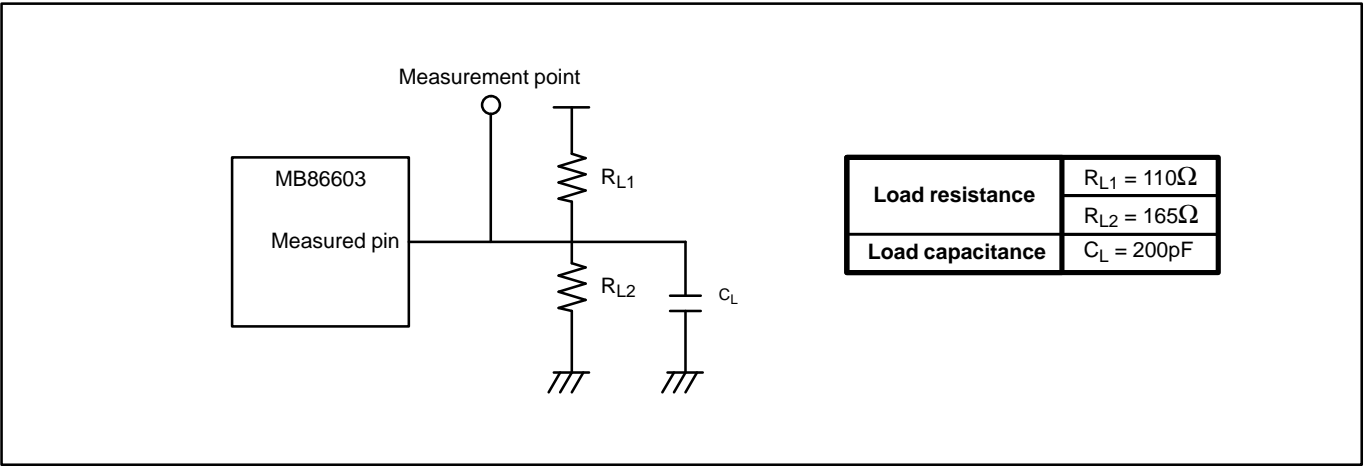 Measurement point
MB86603
Measured pin
RL1
RL2
CL
Load resistance
RL1 = 110Ω
RL2 = 165Ω
Load capacitance
CL = 200pF